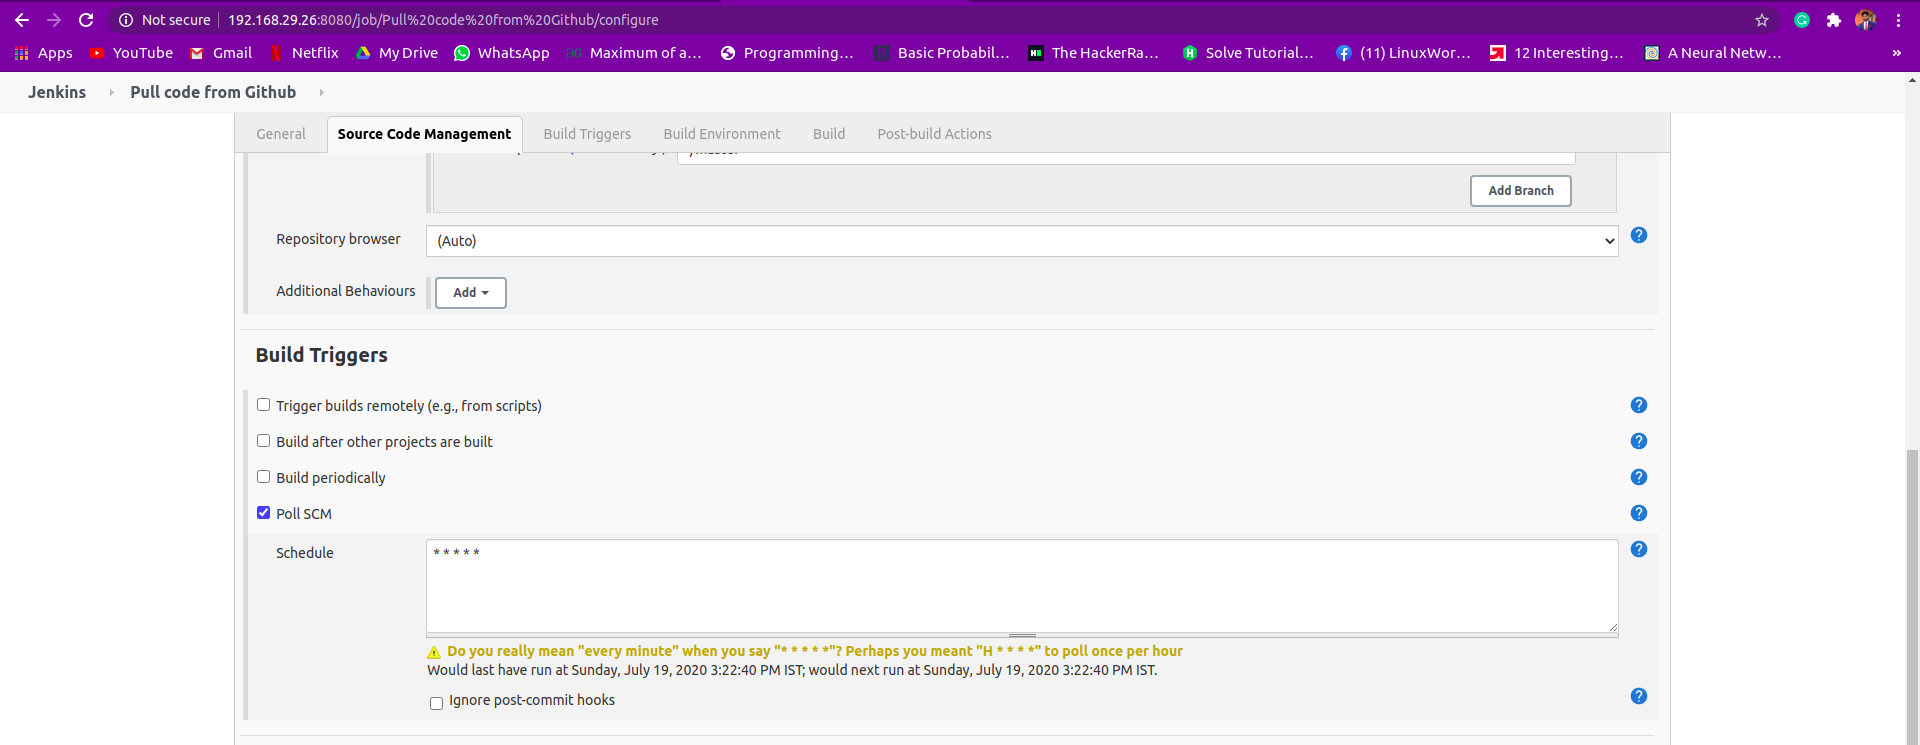 Not secure 192.168.29.26:8080/job/Pull%20code%20from%20Github/configure
Apps YouTube Gmail Netflix My Drive WhatsApp Maximum of a... Programming... Basic Probabil... The HackerRa... Solve Tutorial... (11) LinuxWor... 12 Interesting... A Neural Netw... »
Jenkins Pull code from Github
General Source Code Management Build Triggers Build Environment Build Post-build Actions
Add Branch
Repository browser (Auto)
Additional Behaviours Add
Build Triggers
Trigger builds remotely (e.g., from scripts)
Build after other projects are built
Build periodically
Poll SCM
Schedule * * * * *
Do you really mean "every minute" when you say "* * * * *"? Perhaps you meant "H * * * *" to poll once per hour
Would last have run at Sunday, July 19, 2020 3:22:40 PM IST; would next run at Sunday, July 19, 2020 3:22:40 PM IST.
Ignore post-commit hooks